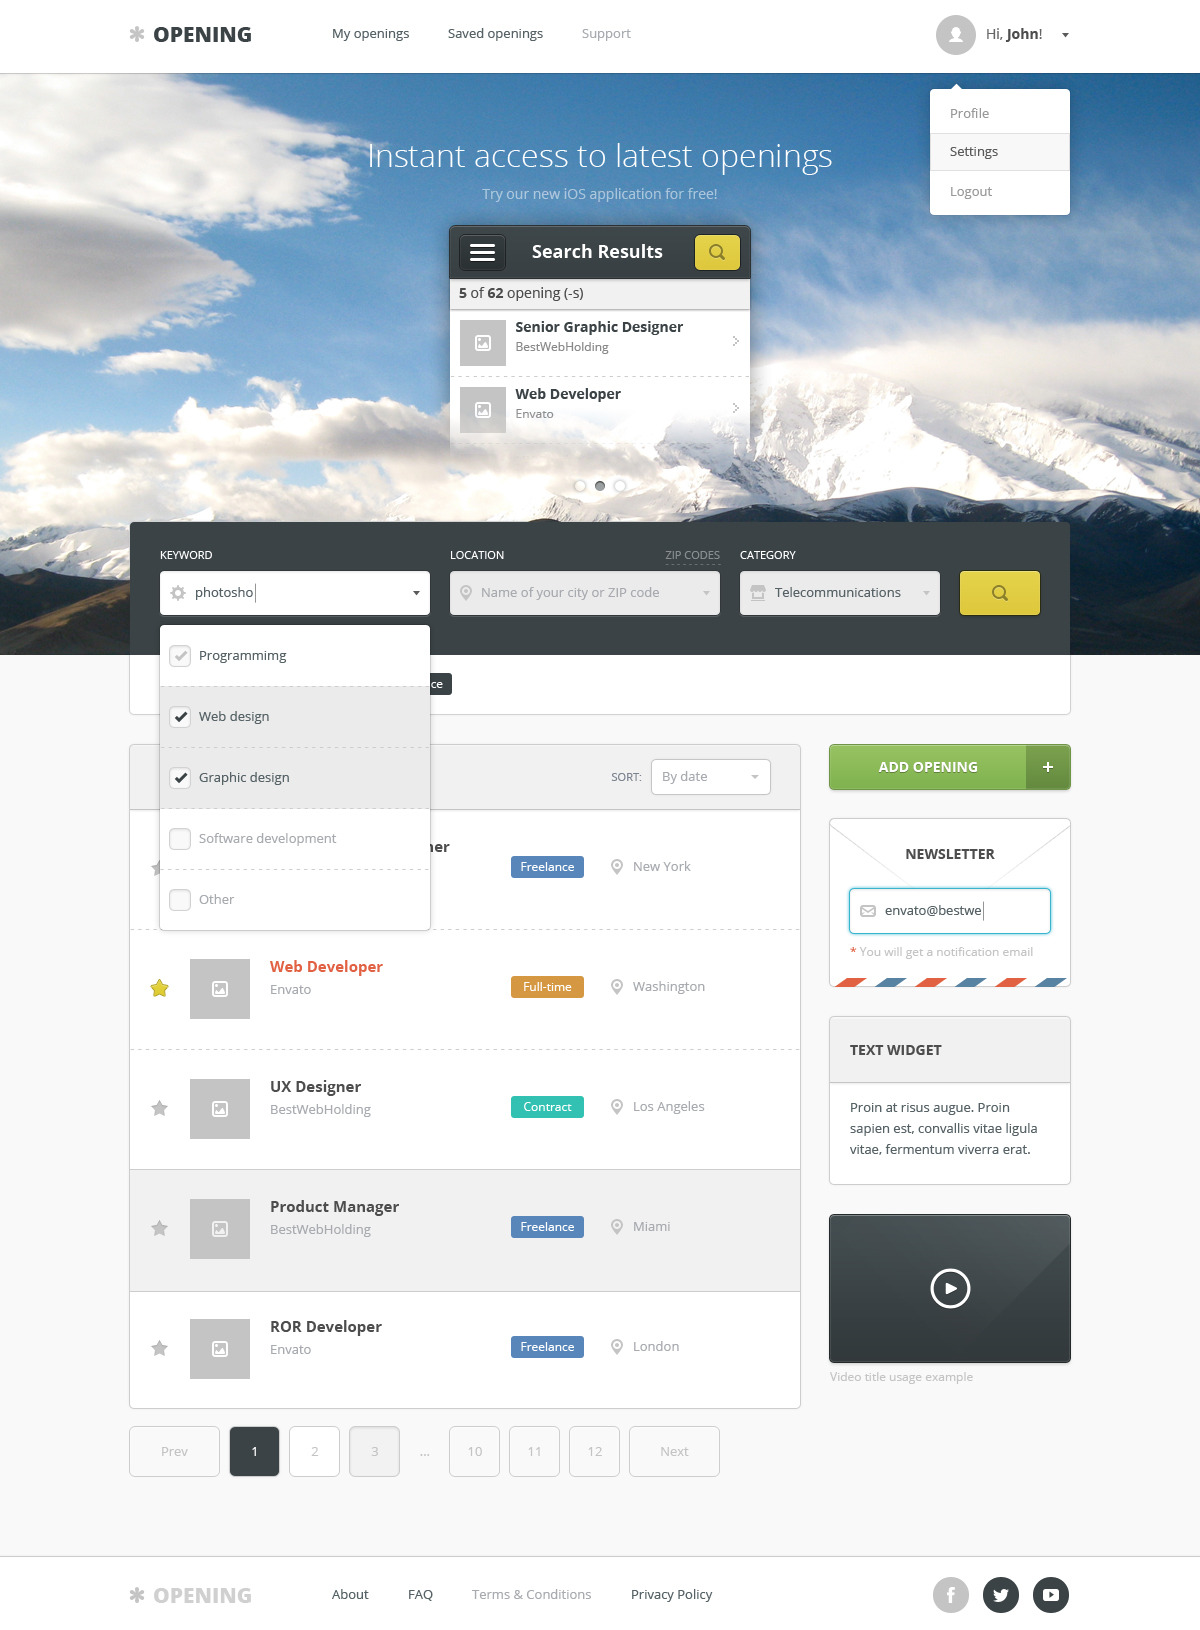 OPENING
My openings
Saved openings
Support
Hi, John!
Profile
Settings
Logout
Instant access to latest openings
Try our new iOS application for free!
Search Results
5 of 62 opening (-s)
Senior Graphic Designer
BestWebHolding
Web Developer
Envato
KEYWORD
LOCATION
ZIP CODES
CATEGORY
photosho
Name of your city or ZIP code
Telecommunications
Programmimg
Web design
Graphic design
Software development
Other
SORT:
By date
Freelance
New York
Web Developer
Envato
Full-time
Washington
UX Designer
BestWebHolding
Contract
Los Angeles
Product Manager
BestWebHolding
Freelance
Miami
ROR Developer
Envato
Freelance
London
Prev
1
2
3
...
10
11
12
Next
ADD OPENING +
NEWSLETTER
envato@bestwe
* You will get a notification email
TEXT WIDGET
Proin at risus augue. Proin
sapien est, convallis vitae ligula
vitae, fermentum viverra erat.
Video title usage example
OPENING
About
FAQ
Terms & Conditions
Privacy Policy